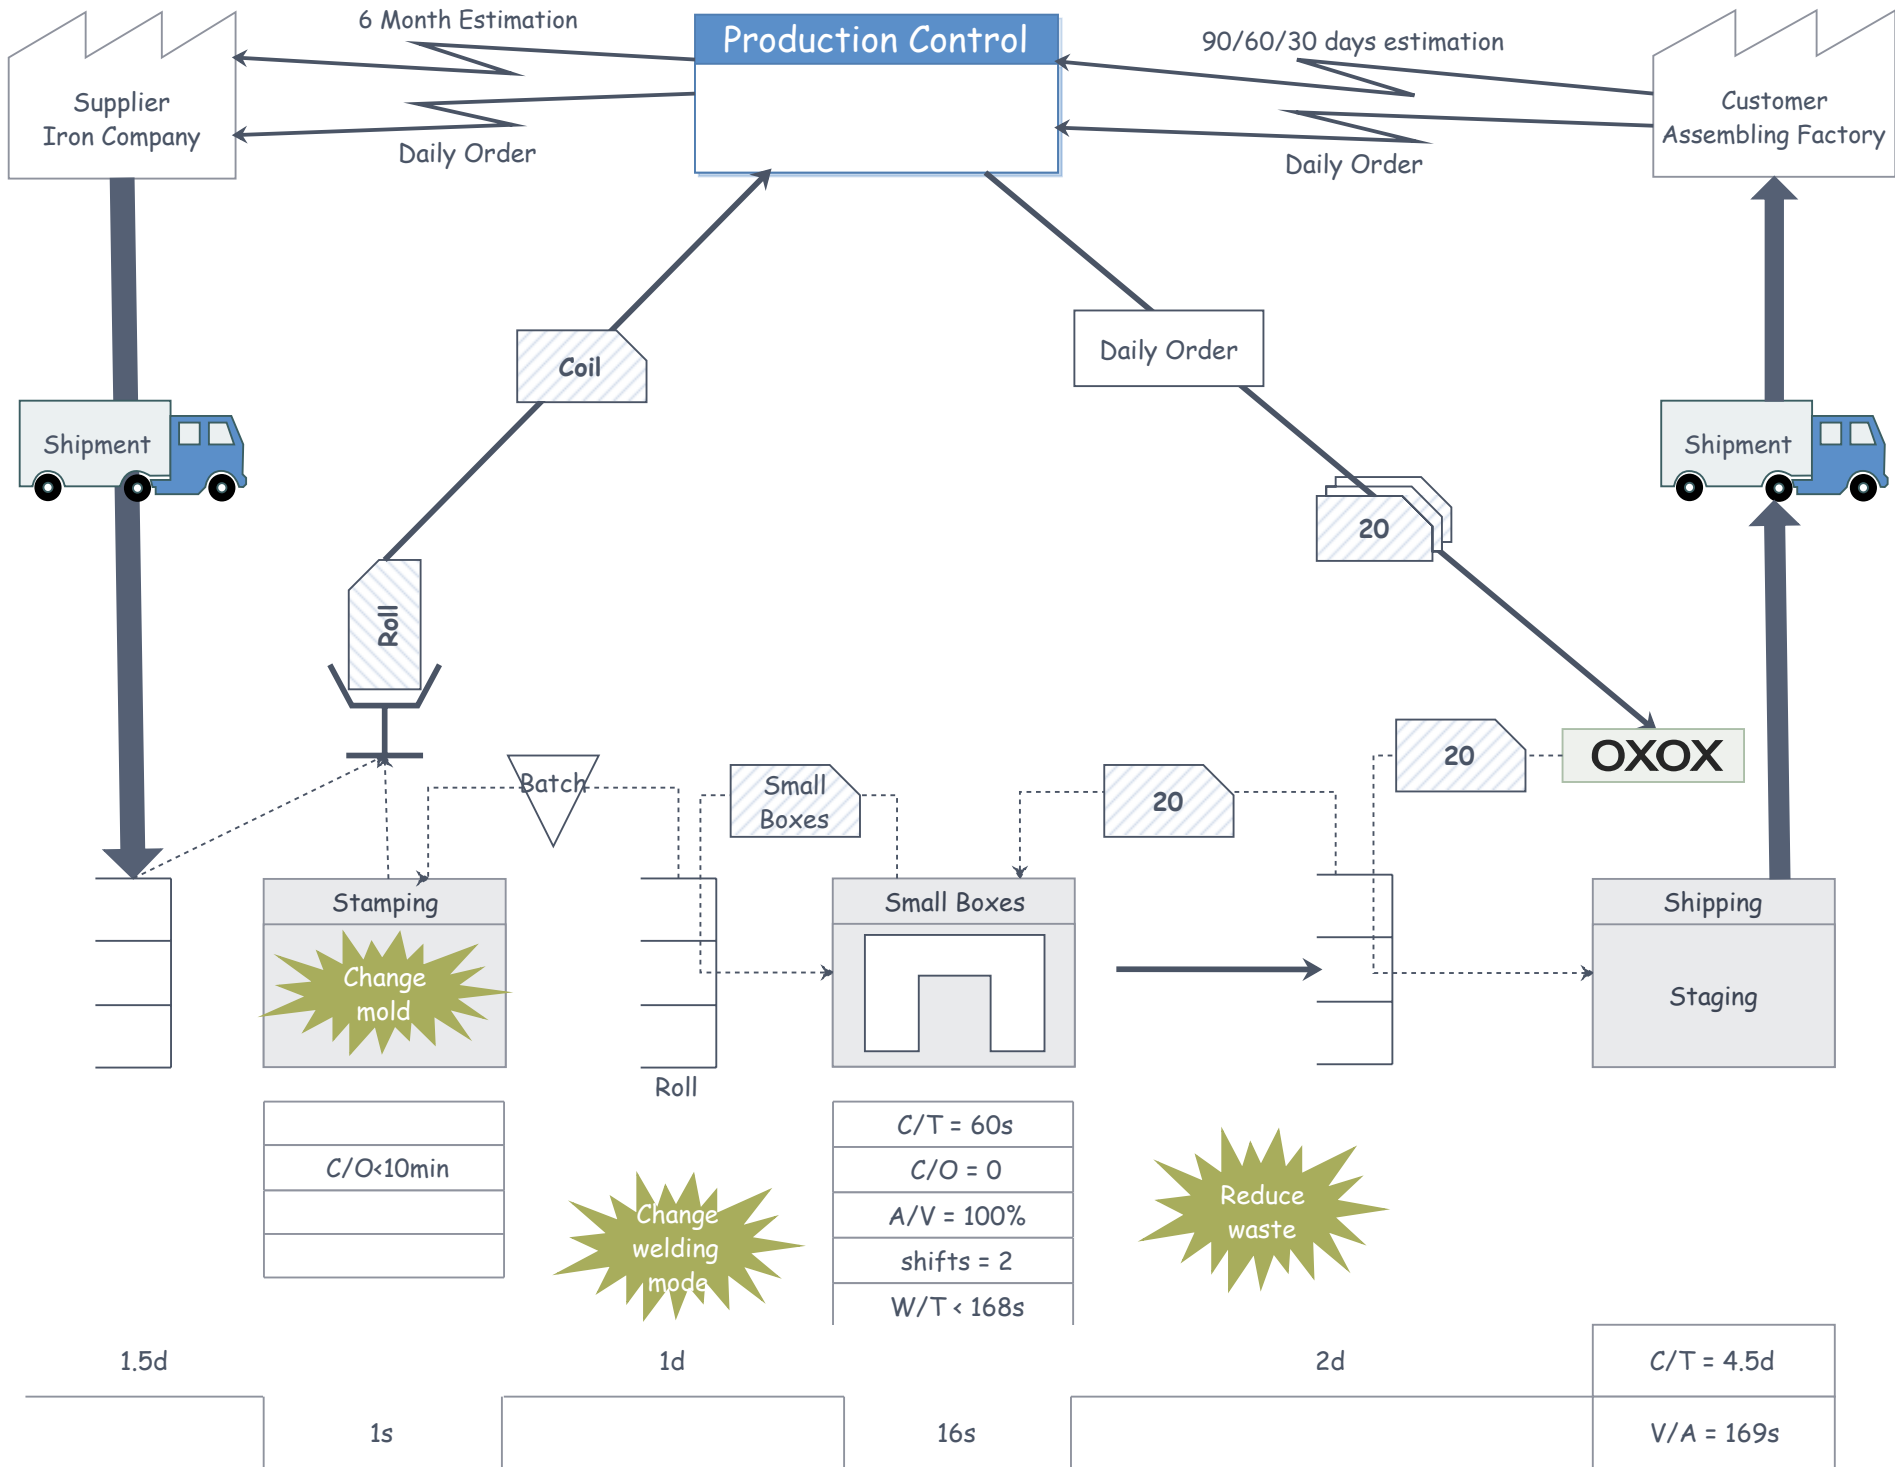 6 Month Estimation
Production Control
90/60/30 days estimation
Supplier
Iron Company
Customer
Assembling Factory
Daily Order
Daily Order
Daily Order
Coil
Shipment
Shipment
20
Roll
20
OXOX
Batch
Small
Boxes
20
Stamping
Small Boxes
Shipping
Change
mold
Staging
Roll
C/T = 60s
C/O<10min
C/O = 0
A/V = 100%
shifts = 2
W/T < 168s
Change
welding
mode
Reduce
waste
1.5d
1d
2d
C/T = 4.5d
1s
16s
V/A = 169s